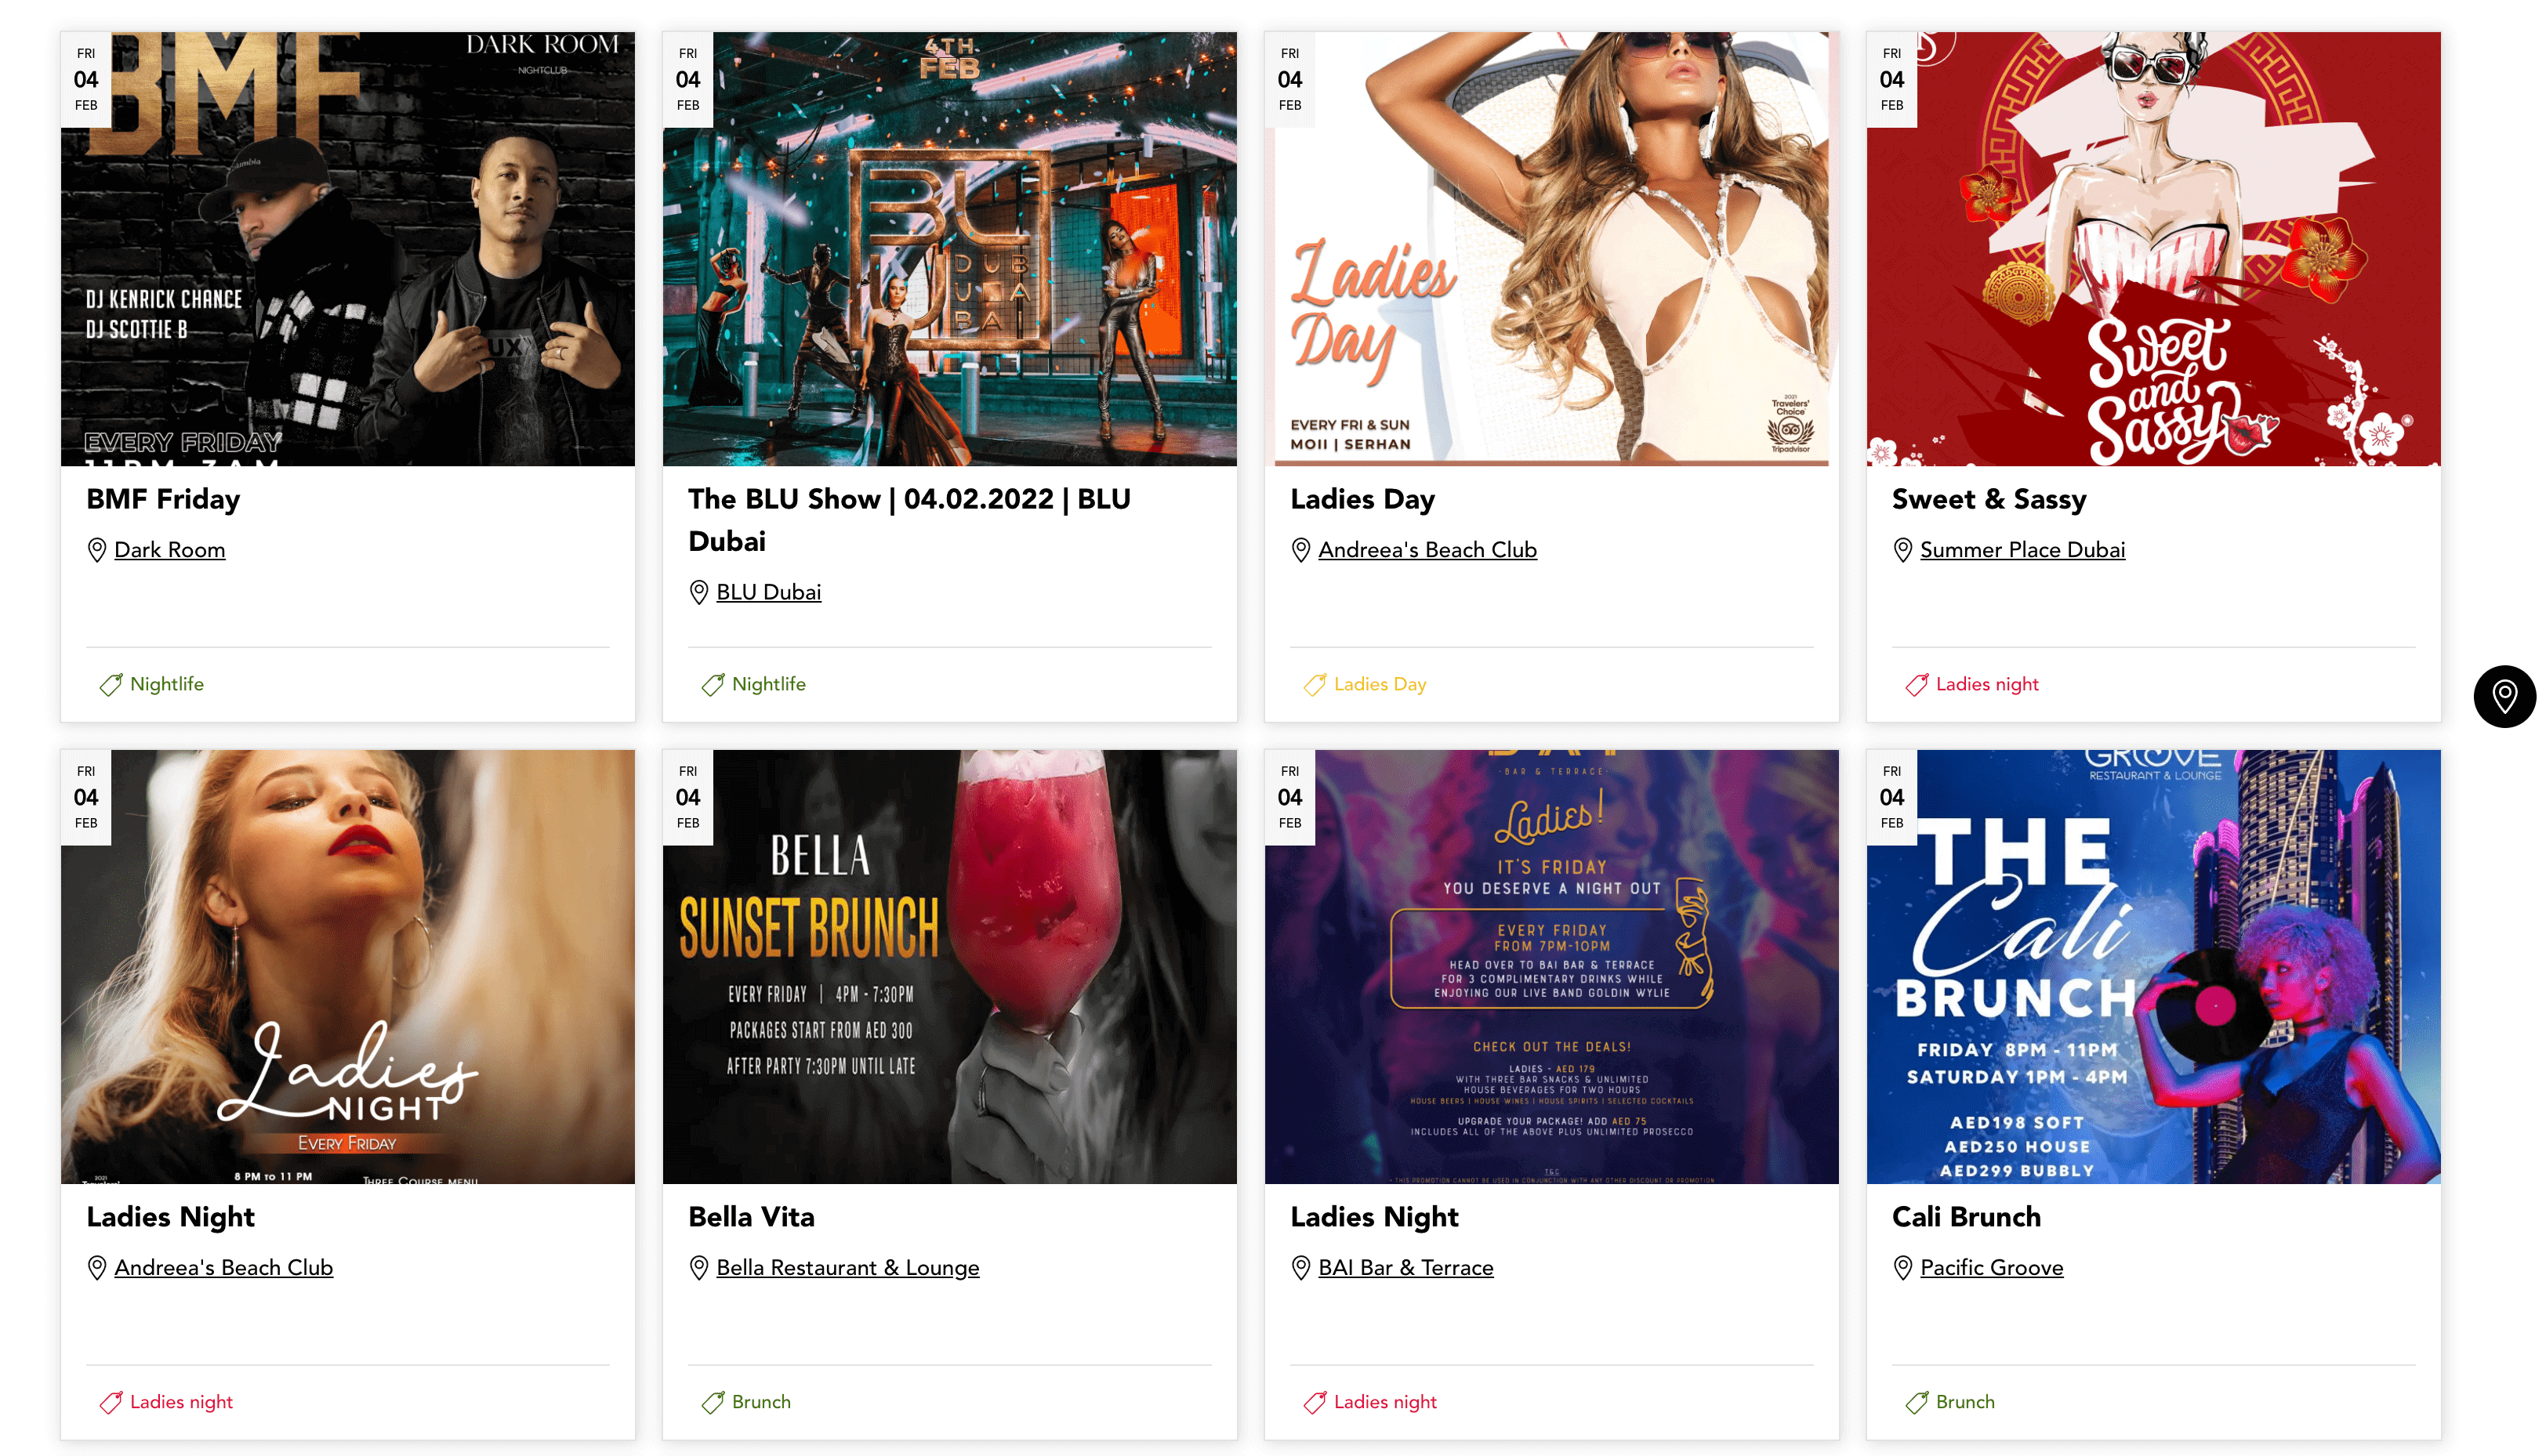 FRI
04
FEB
BMF
DARK ROOM
NIGHTCLUB
Columbia
DJ KENRICK CHANCE
DJ SCOTTIE B
UX
EVERY FRIDAY
11PM - 3AM
BMF Friday
Dark Room
Nightlife
FRI
04
FEB
4TH
FEB
BLU
DUB
U
BAI
The BLU Show | 04.02.2022 | BLU
Dubai
BLU Dubai
Nightlife
FRI
04
FEB
Ladies
Day
EVERY FRI & SUN
MOII | SERHAN
2021
Travelers'
Choice
Tripadvisor
Ladies Day
Andreea's Beach Club
Ladies Day
FRI
04
FEB
Sweet
and
Sassy
Sweet & Sassy
Summer Place Dubai
Ladies night
FRI
04
FEB
Ladies
NIGHT
EVERY FRIDAY
8 PM TO 11 PM
THREE COURSE MENU
2021
Ladies Night
Andreea's Beach Club
Ladies night
FRI
04
FEB
BELLA
SUNSET BRUNCH
EVERY FRIDAY | 4PM - 7:30PM
PACKAGES START FROM AED 300
AFTER PARTY 7:30PM UNTIL LATE
Bella Vita
Bella Restaurant & Lounge
Brunch
FRI
04
FEB
BAI
·BAR & TERRACE·
Ladies!
IT'S FRIDAY
YOU DESERVE A NIGHT OUT
EVERY FRIDAY
FROM 7PM-10PM
HEAD OVER TO BAI BAR & TERRACE
FOR 3 COMPLIMENTARY DRINKS WHILE
ENJOYING OUR LIVE BAND GOLDIN WYLIE
CHECK OUT THE DEALS!
LADIES - AED 179
WITH THREE BAR SNACKS & UNLIMITED
HOUSE BEVERAGES FOR TWO HOURS
HOUSE BEERS | HOUSE WINES | HOUSE SPIRITS | SELECTED COCKTAILS
UPGRADE YOUR PACKAGE! ADD AED 75
INCLUDES ALL OF THE ABOVE PLUS UNLIMITED PROSECCO
T&C
- THIS PROMOTION CANNOT BE USED IN CONJUNCTION WITH ANY OTHER DISCOUNT OR PROMOTION
Ladies Night
BAI Bar & Terrace
Ladies night
FRI
04
FEB
GROOVE
RESTAURANT & LOUNGE
THE
Cali
BRUNCH
FRIDAY 8PM - 11PM
SATURDAY 1PM - 4PM
AED198 SOFT
AED250 HOUSE
AED299 BUBBLY
Cali Brunch
Pacific Groove
Brunch